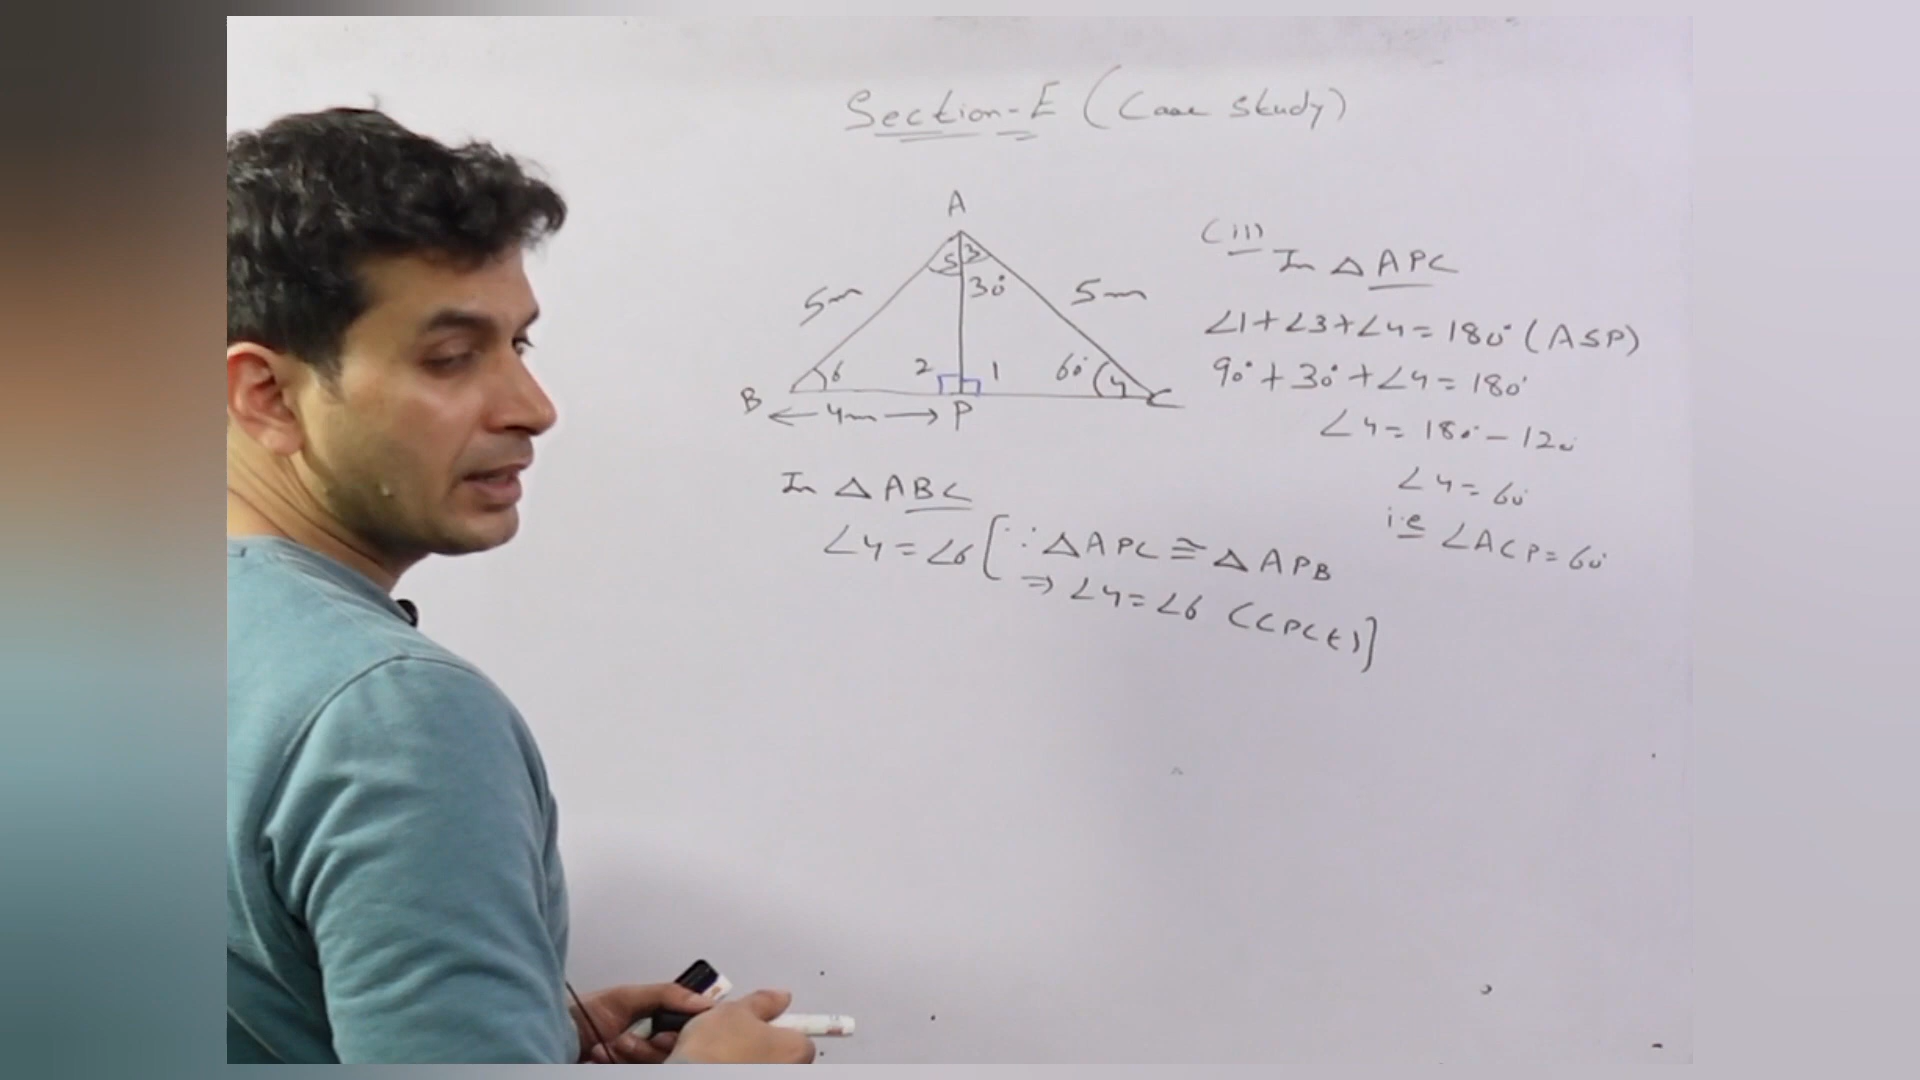 Section-E (Case Study)
A
5 3
30°
5m
5m
6
2
1
60°
4
B
4m
P
C
In △ABC
∠4=∠6 [∵ △APC ≅ △APB
⇒ ∠4=∠6 (CPCt)]
(ii)
In △APC
∠1+∠3+∠4=180° (ASP)
90°+30°+∠4=180°
∠4=180°-120
∠4=60°
i.e ∠ACP=60°